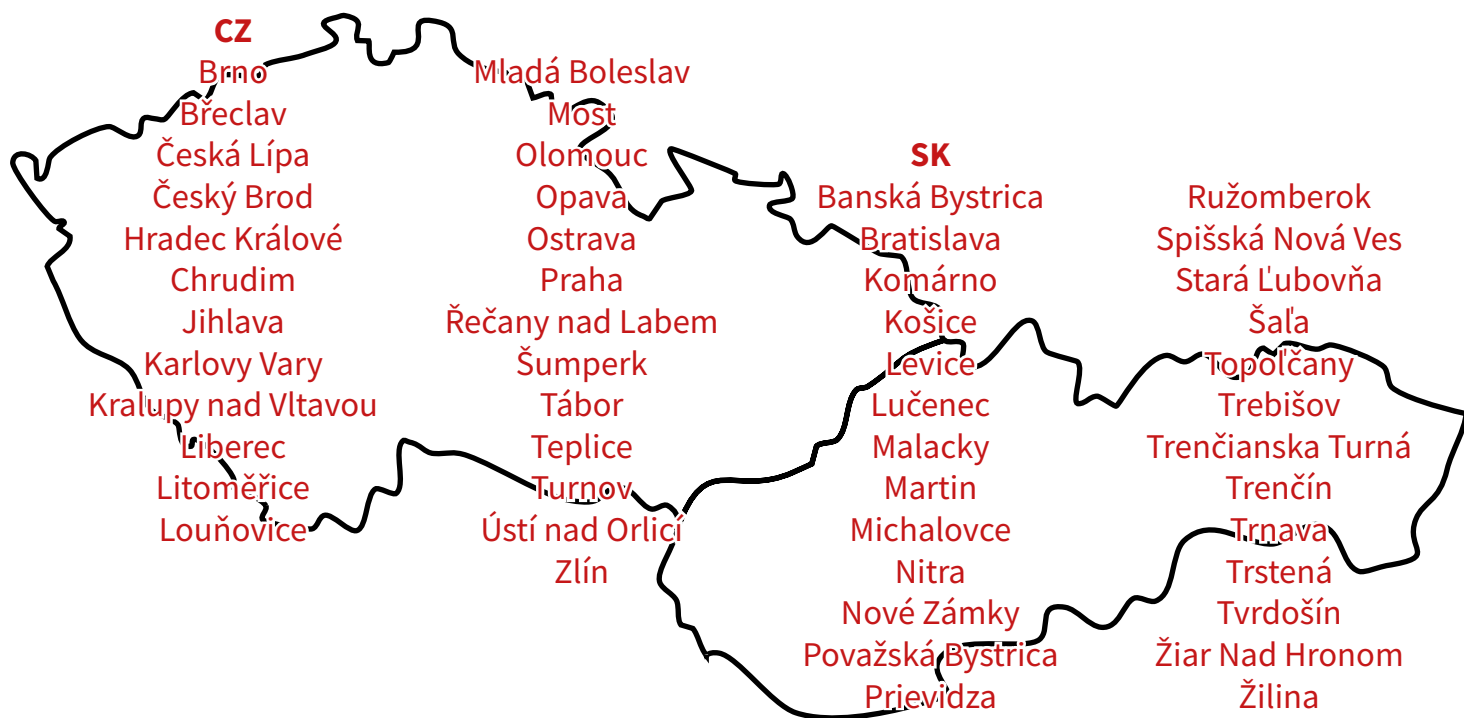 CZ
Brno
Břeclav
Česká Lípa
Český Brod
Hradec Králové
Chrudim
Jihlava
Karlovy Vary
Kralupy nad Vltavou
Liberec
Litoměřice
Louňovice
Mladá Boleslav
Most
Olomouc
Opava
Ostrava
Praha
Řečany nad Labem
Šumperk
Tábor
Teplice
Turnov
Ústí nad Orlicí
Zlín
SK
Banská Bystrica
Bratislava
Komárno
Košice
Levice
Lučenec
Malacky
Martin
Michalovce
Nitra
Nové Zámky
Považská Bystrica
Prievidza
Ružomberok
Spišská Nová Ves
Stará Ľubovňa
Šaľa
Topoľčany
Trebišov
Trenčianska Turná
Trenčín
Trnava
Trstená
Tvrdošín
Žiar Nad Hronom
Žilina